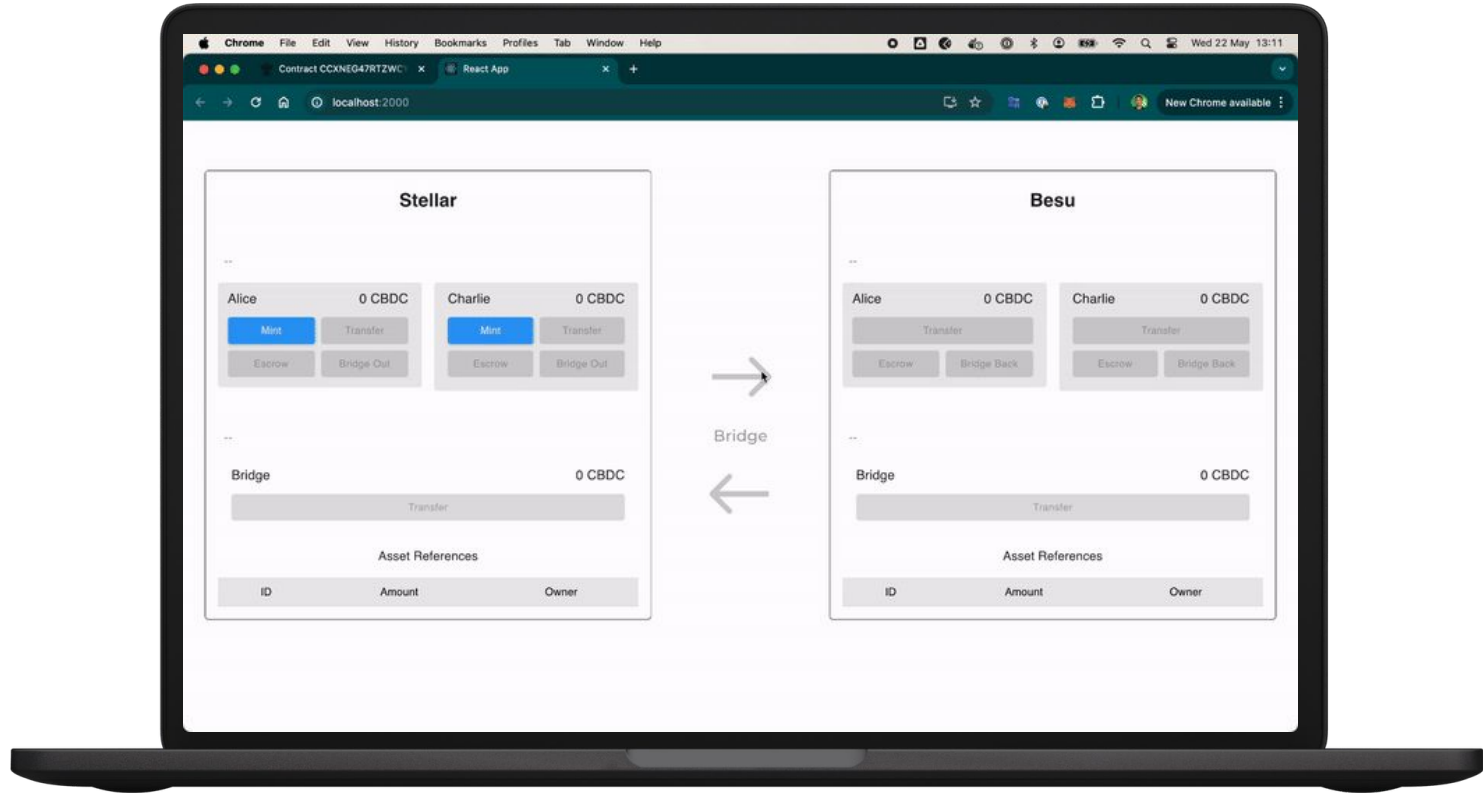 Chrome File Edit View History Bookmarks Profiles Tab Window Help Wed 22 May 13:11
Contract CCXNEG47RTZWC
React App
localhost:2000
New Chrome available
Stellar
--
Alice 0 CBDC
Mint Transfer
Escrow Bridge Out
Charlie 0 CBDC
Mint Transfer
Escrow Bridge Out
--
Bridge 0 CBDC
Transfer
Asset References
ID Amount Owner
Bridge
Besu
--
Alice 0 CBDC
Transfer
Escrow Bridge Back
Charlie 0 CBDC
Transfer
Escrow Bridge Back
--
Bridge 0 CBDC
Transfer
Asset References
ID Amount Owner